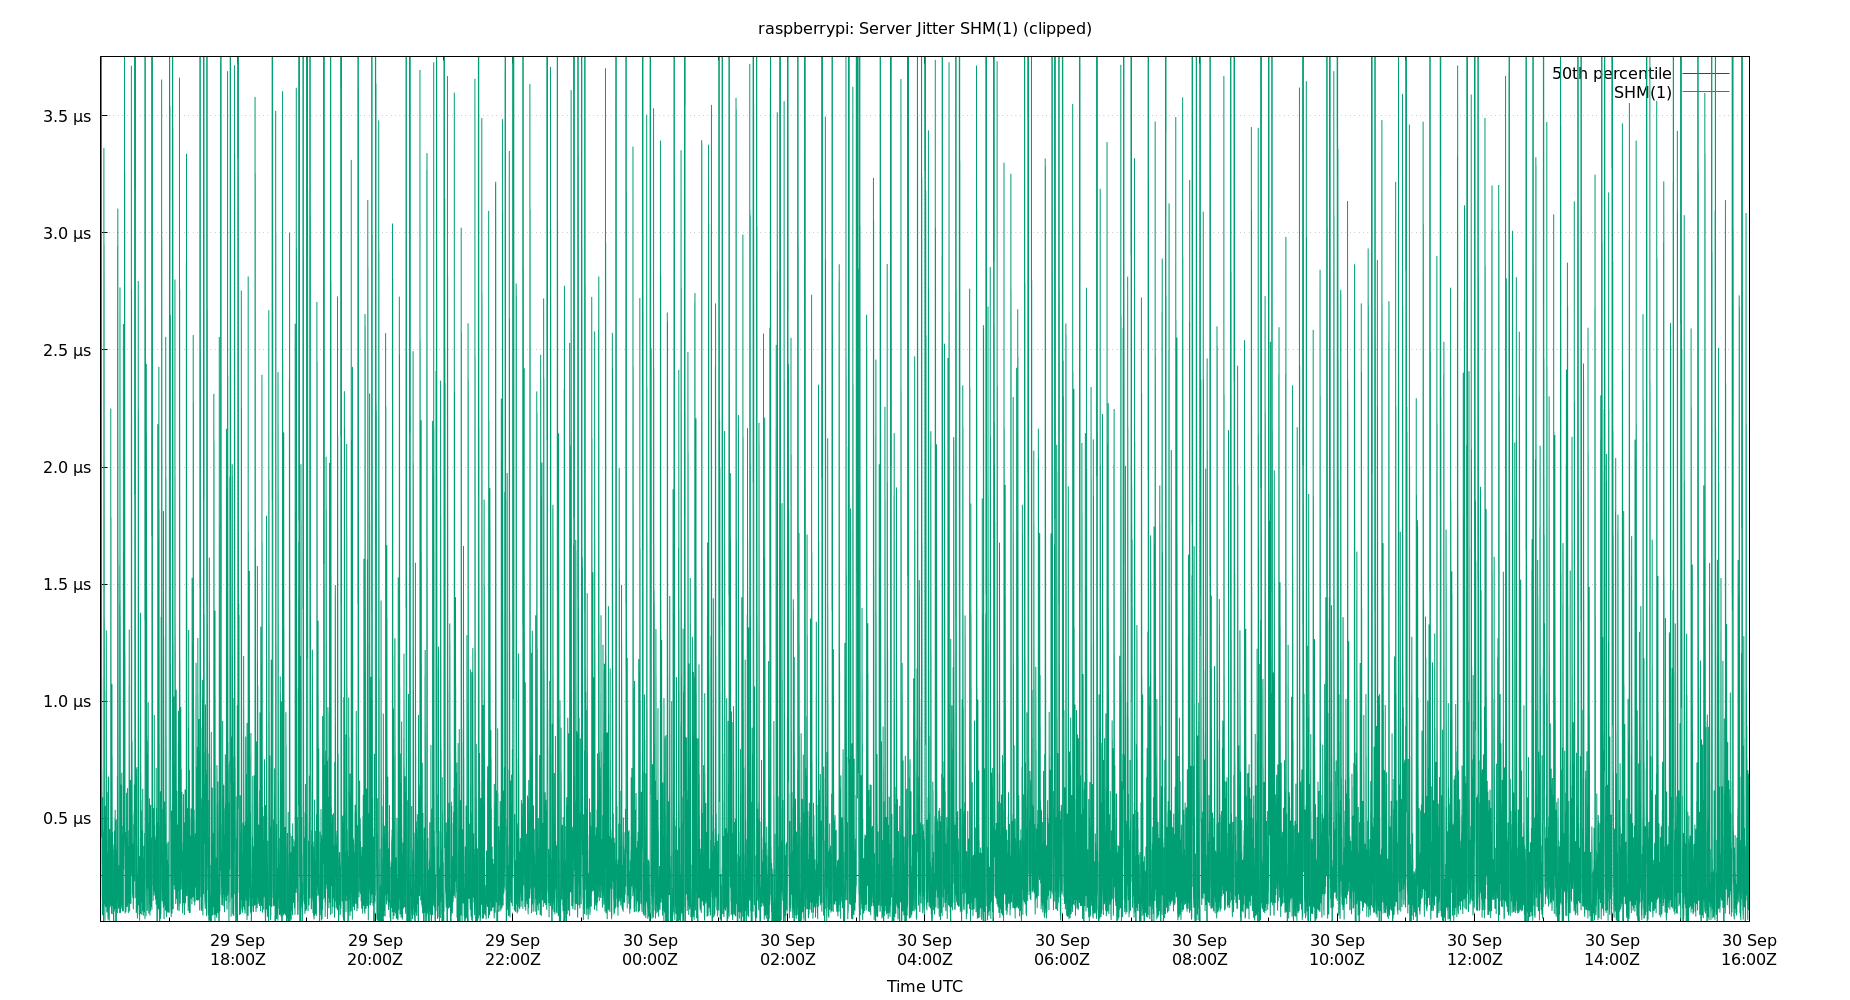 raspberrypi: Server Jitter SHM(1) (clipped)
50th percentile
SHM(1)
3.5 µs
3.0 µs
2.5 µs
2.0 µs
1.5 µs
1.0 µs
0.5 µs
29 Sep 29 Sep 29 Sep 30 Sep 30 Sep 30 Sep 30 Sep 30 Sep 30 Sep 30 Sep 30 Sep 30 Sep
18:00Z 20:00Z 22:00Z 00:00Z 02:00Z 04:00Z 06:00Z 08:00Z 10:00Z 12:00Z 14:00Z 16:00Z
Time UTC